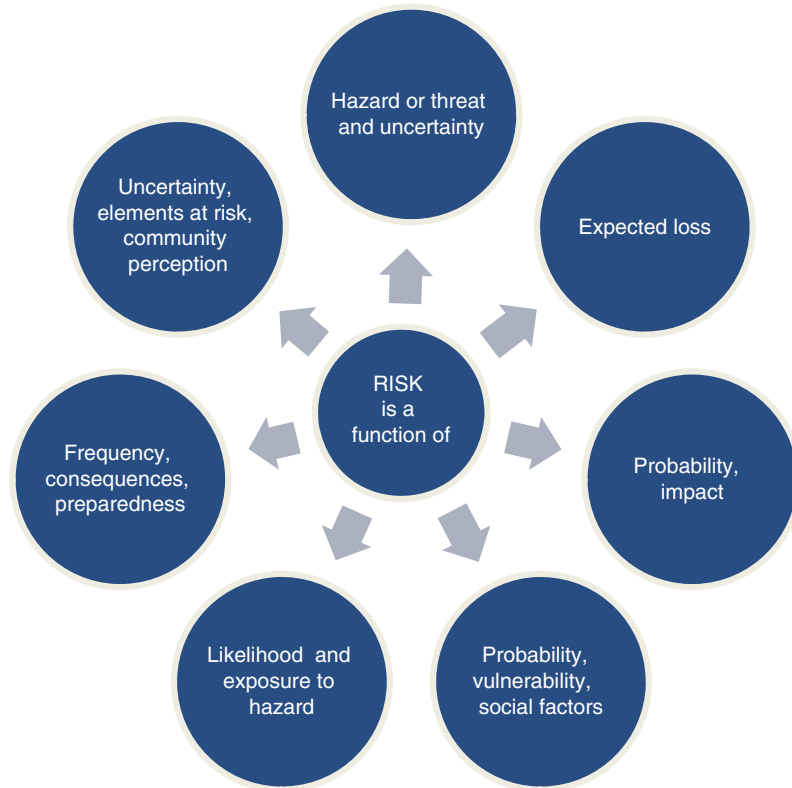 Hazard or threat
and uncertainty
Expected loss
Probability,
impact
Probability,
vulnerability,
social factors
Likelihood and
exposure to
hazard
Frequency,
consequences,
preparedness
Uncertainty,
elements at risk,
community
perception
RISK
is a
function of